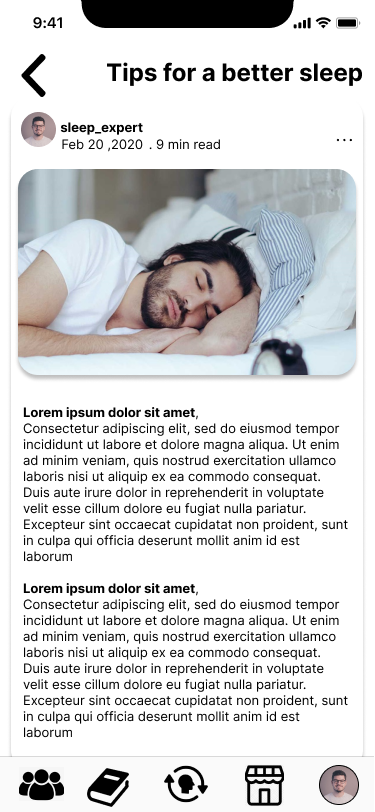 9:41
Tips for a better sleep
sleep_expert
Feb 20 ,2020 . 9 min read
...
Lorem ipsum dolor sit amet,
Consectetur adipiscing elit, sed do eiusmod tempor
incididunt ut labore et dolore magna aliqua. Ut enim
ad minim veniam, quis nostrud exercitation ullamco
laboris nisi ut aliquip ex ea commodo consequat.
Duis aute irure dolor in reprehenderit in voluptate
velit esse cillum dolore eu fugiat nulla pariatur.
Excepteur sint occaecat cupidatat non proident, sunt
in culpa qui officia deserunt mollit anim id est
laborum
Lorem ipsum dolor sit amet,
Consectetur adipiscing elit, sed do eiusmod tempor
incididunt ut labore et dolore magna aliqua. Ut enim
ad minim veniam, quis nostrud exercitation ullamco
laboris nisi ut aliquip ex ea commodo consequat.
Duis aute irure dolor in reprehenderit in voluptate
velit esse cillum dolore eu fugiat nulla pariatur.
Excepteur sint occaecat cupidatat non proident, sunt
in culpa qui officia deserunt mollit anim id est
laborum